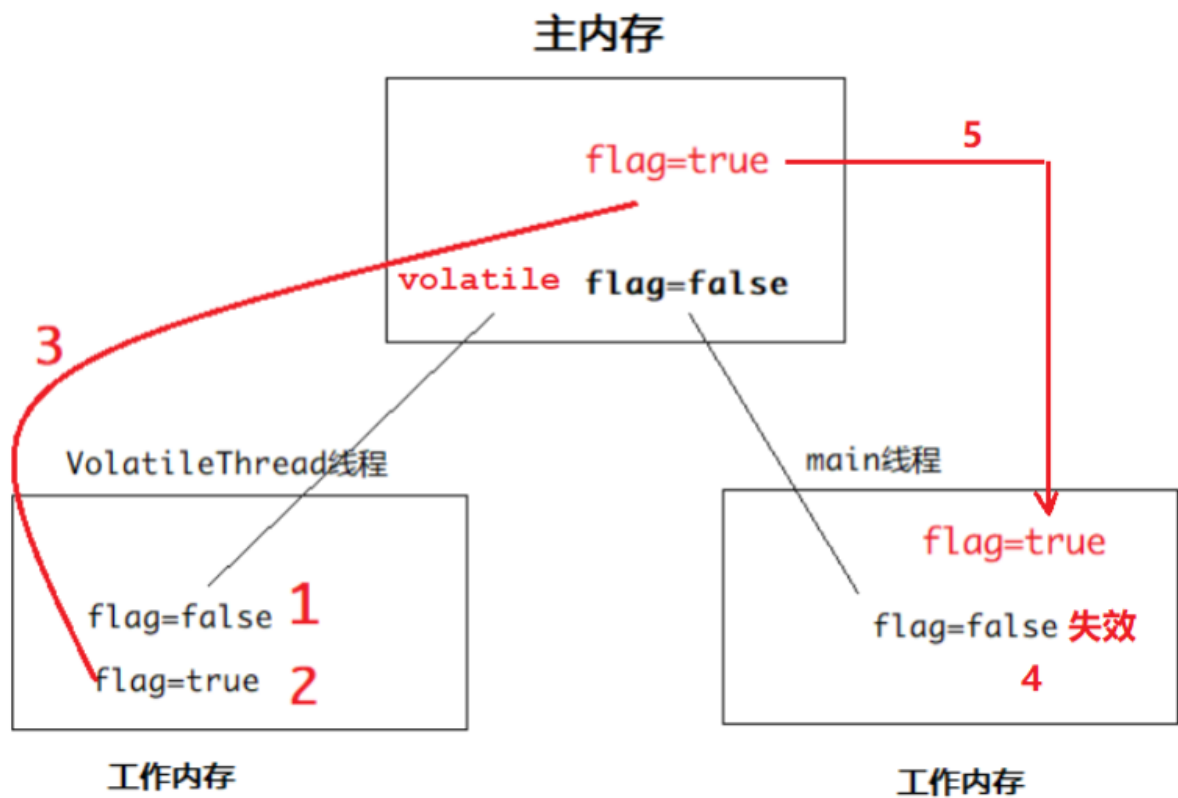 主内存
flag=true
5
volatile flag=false
3
VolatileThread线程
main线程
flag=false 1
flag=true 2
flag=true
flag=false 失效
4
工作内存
工作内存